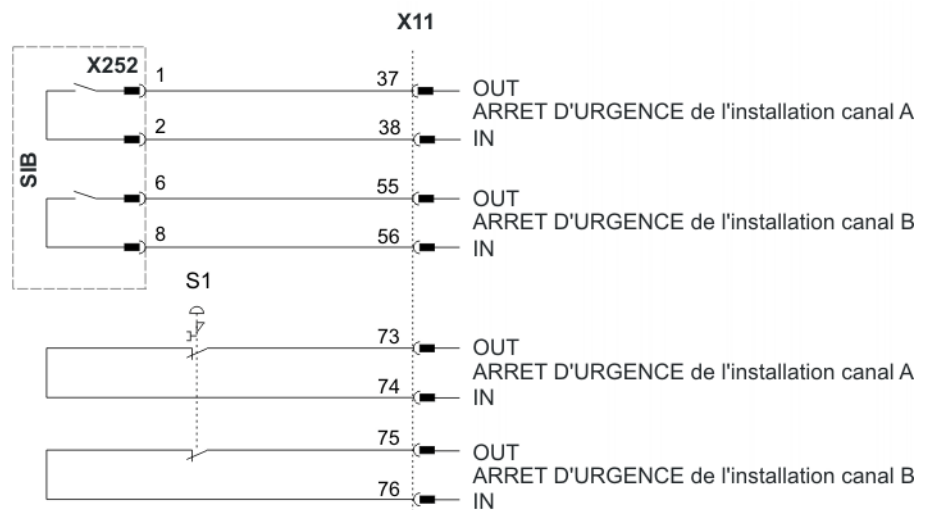 X11
X252
1
37
OUT
ARRET D'URGENCE de l'installation canal A
2
38
IN
SIB
6
55
OUT
ARRET D'URGENCE de l'installation canal B
8
56
IN
S1
73
OUT
ARRET D'URGENCE de l'installation canal A
74
IN
75
OUT
ARRET D'URGENCE de l'installation canal B
76
IN